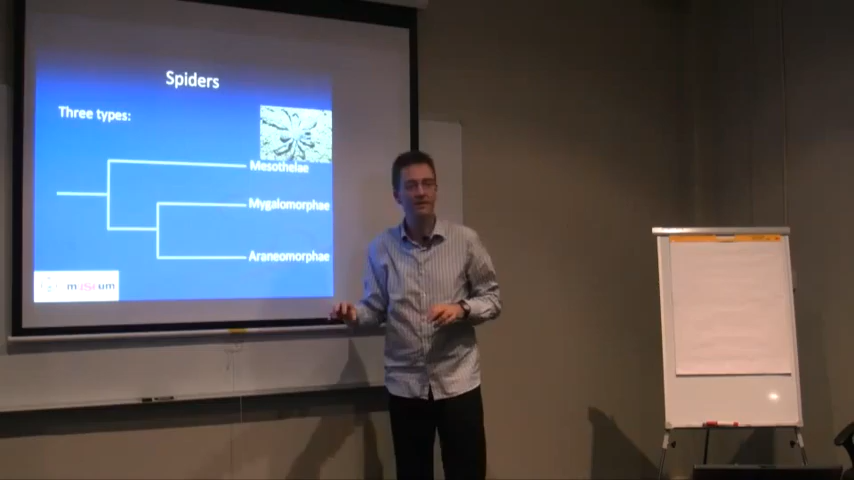 Spiders
Three types:
Mesothelae
Mygalomorphae
Araneomorphae